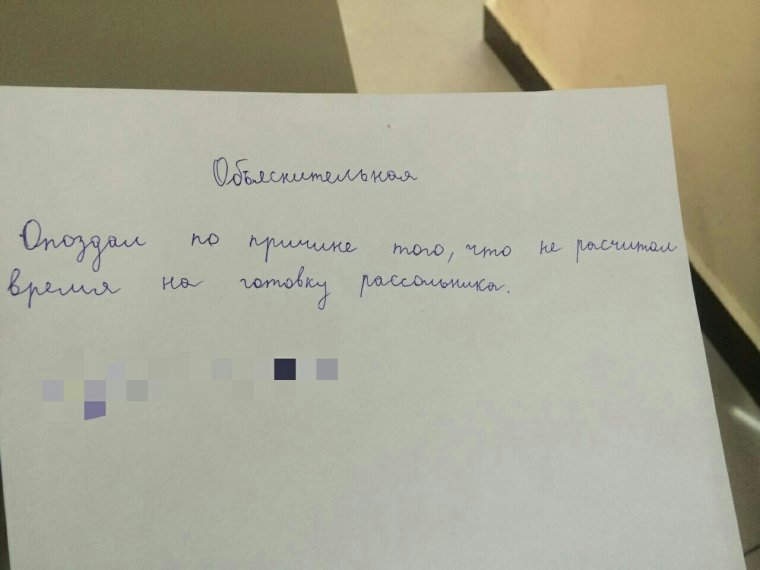 Объяснительная
Опоздал по причине того, что не расчитал
время на готовку рассольника.